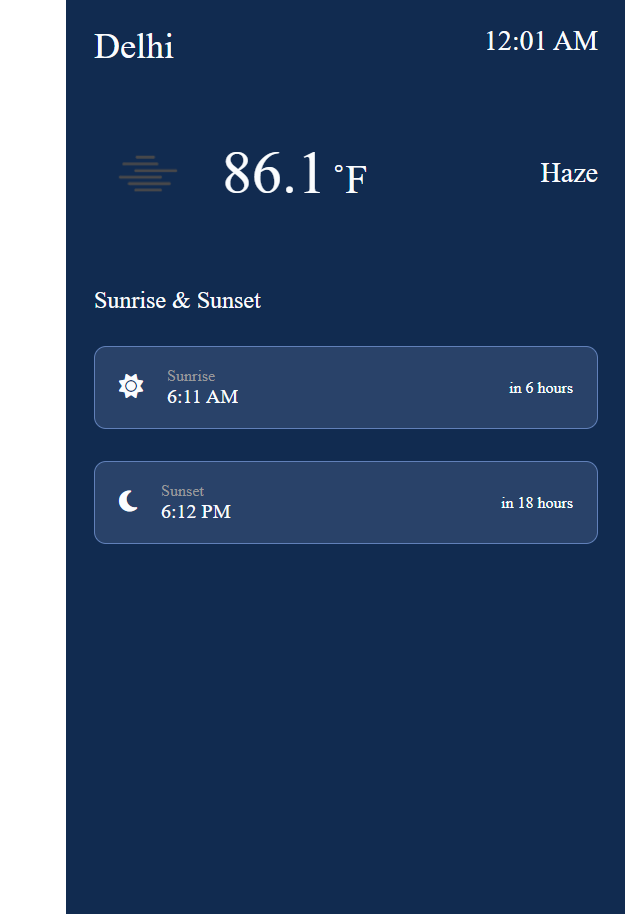 Delhi
12:01 AM
86.1 °F
Haze
Sunrise & Sunset
Sunrise
6:11 AM
in 6 hours
Sunset
6:12 PM
in 18 hours